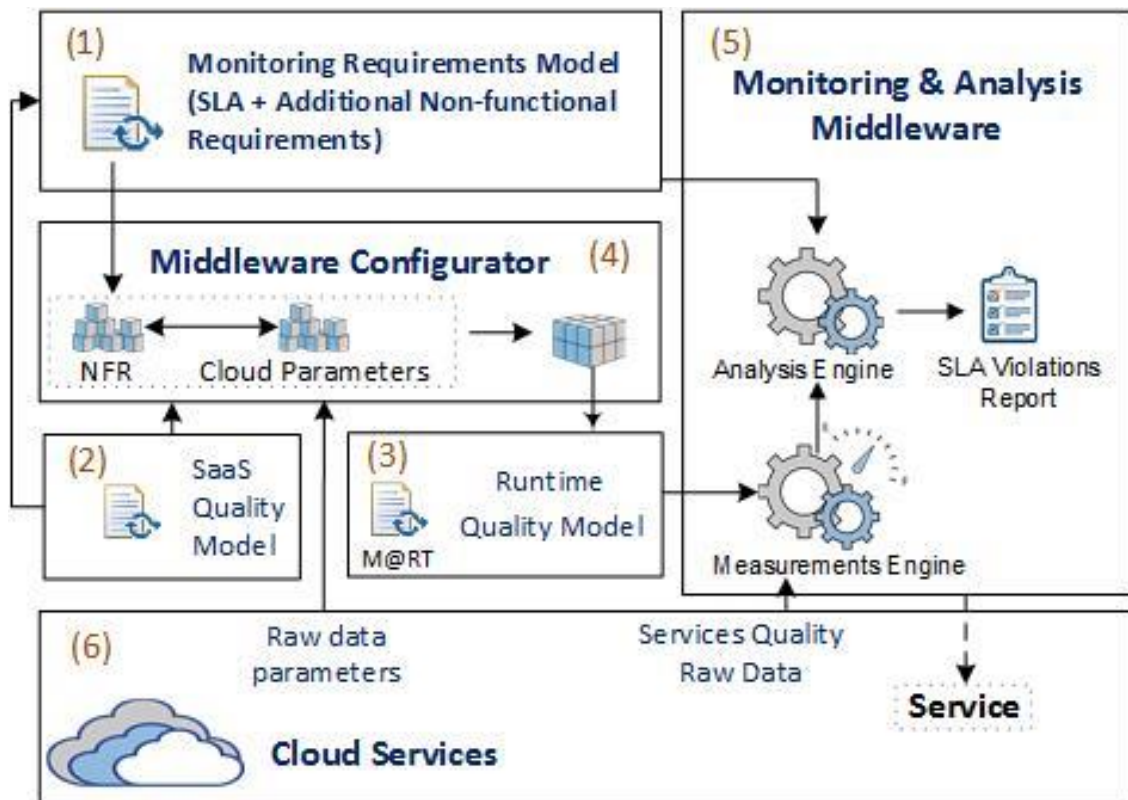 (1)
Monitoring Requirements Model
(SLA + Additional Non-functional
Requirements)
(5)
Monitoring & Analysis
Middleware
Middleware Configurator
(4)
NFR
Cloud Parameters
Analysis Engine
SLA Violations
Report
(2)
SaaS
Quality
Model
(3)
Runtime
Quality Model
M@RT
Measurements Engine
(6)
Raw data
parameters
Services Quality
Raw Data
Service
Cloud Services